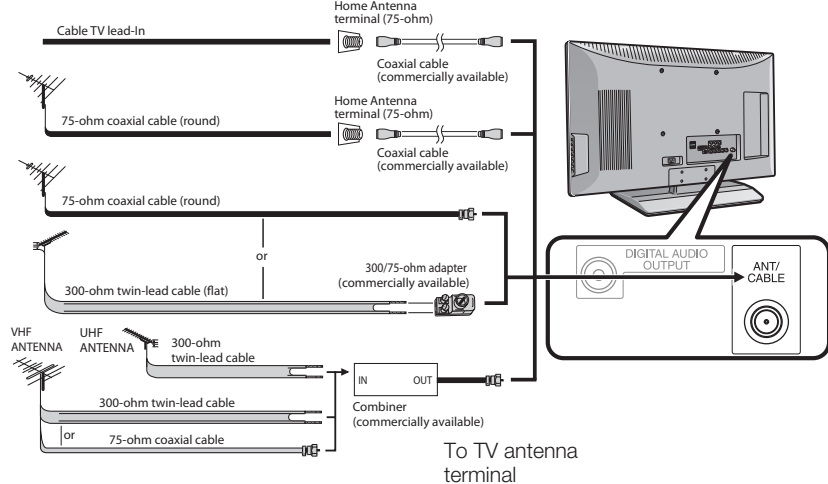 Home Antenna
terminal (75-ohm)
Cable TV lead-In
Coaxial cable
(commercially available)
Home Antenna
terminal (75-ohm)
75-ohm coaxial cable (round)
Coaxial cable
(commercially available)
75-ohm coaxial cable (round)
or
300/75-ohm adapter
(commercially available)
300-ohm twin-lead cable (flat)
DIGITAL AUDIO
OUTPUT
ANT/
CABLE
VHF
ANTENNA
UHF
ANTENNA
300-ohm
twin-lead cable
IN OUT
300-ohm twin-lead cable
Combiner
(commercially available)
or
75-ohm coaxial cable
To TV antenna
terminal